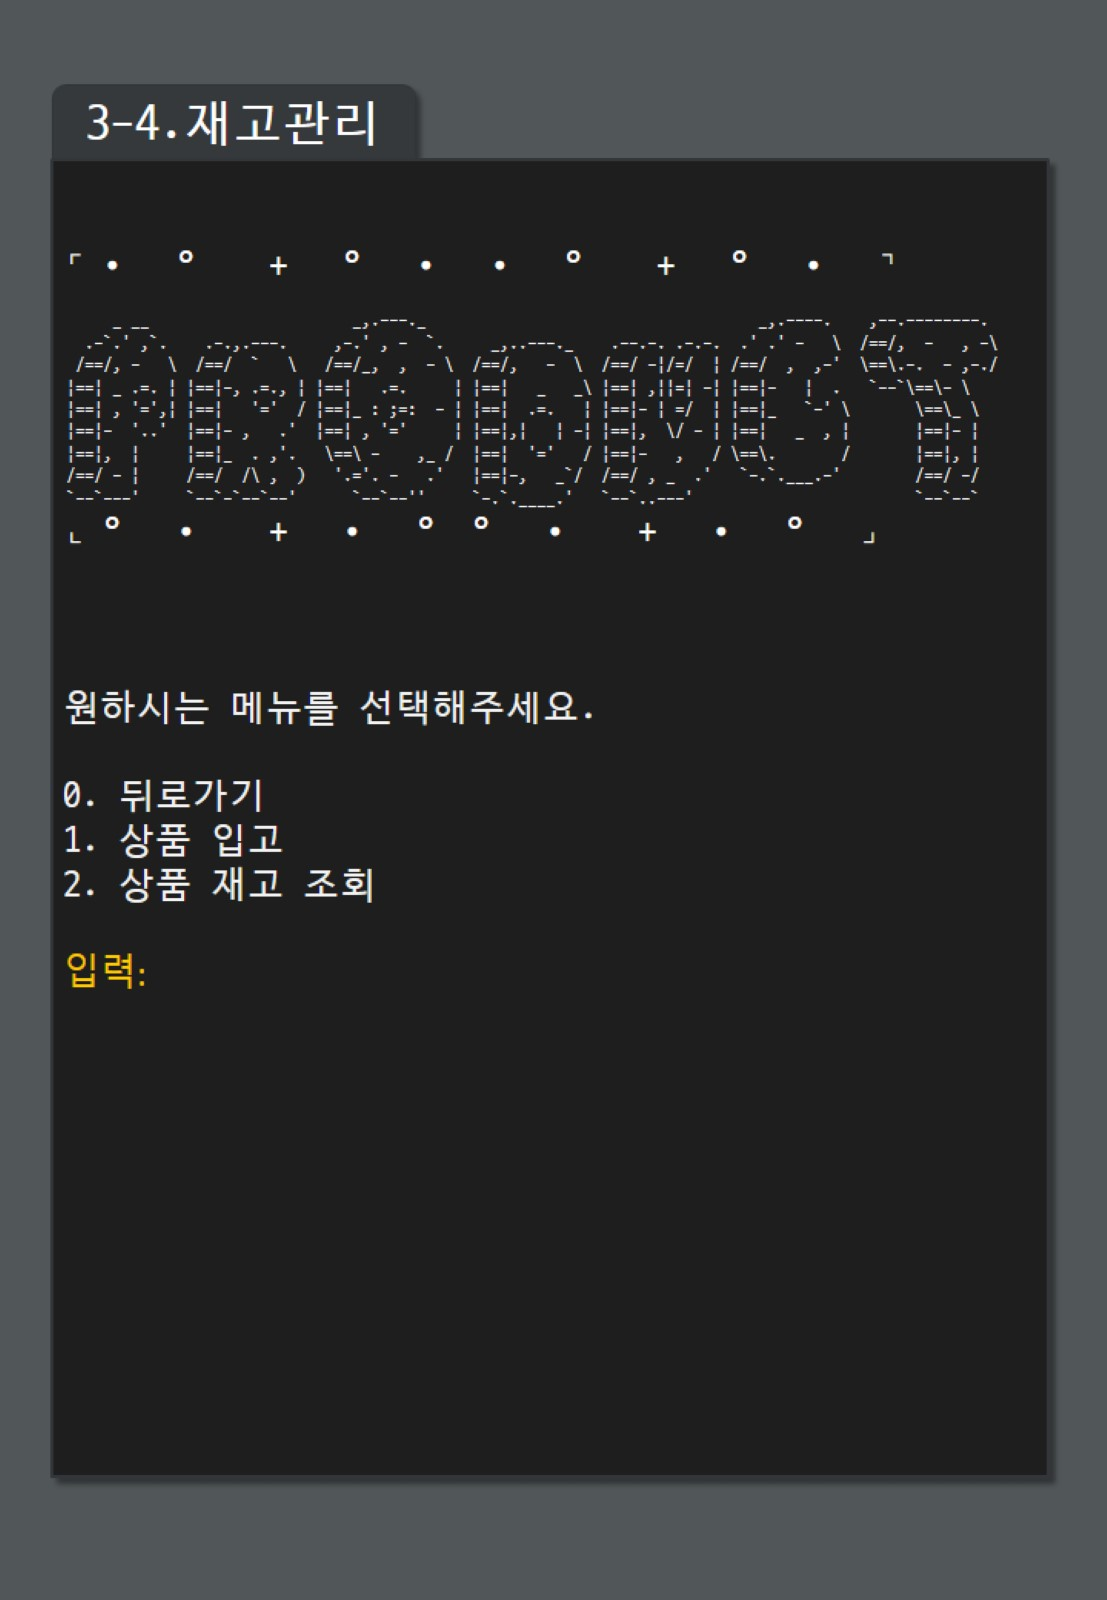 3-4.재고관리
PRODUCT
원하시는 메뉴를 선택해주세요.
0. 뒤로가기
1. 상품 입고
2. 상품 재고 조회
입력: